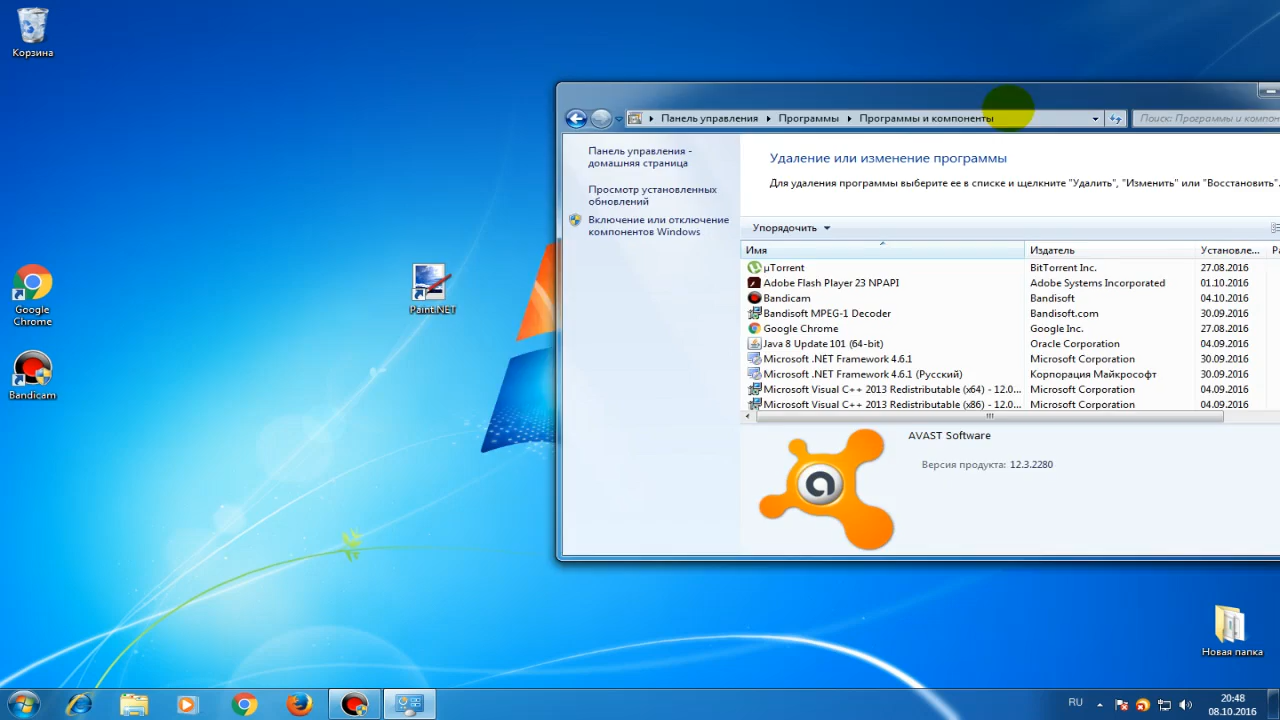 Корзина
Google
Chrome
Bandicam
Paint.NET
Панель управления
Программы
Программы и компоненты
Поиск: Программы и компон
Панель управления -
домашняя страница
Просмотр установленных
обновлений
Включение или отключение
компонентов Windows
Удаление или изменение программы
Для удаления программы выберите ее в списке и щелкните "Удалить", "Изменить" или "Восстановить".
Упорядочить
Имя Издатель Установле... Р
µTorrent BitTorrent Inc. 27.08.2016
Adobe Flash Player 23 NPAPI Adobe Systems Incorporated 01.10.2016
Bandicam Bandisoft 04.10.2016
Bandisoft MPEG-1 Decoder Bandisoft.com 30.09.2016
Google Chrome Google Inc. 27.08.2016
Java 8 Update 101 (64-bit) Oracle Corporation 04.09.2016
Microsoft .NET Framework 4.6.1 Microsoft Corporation 30.09.2016
Microsoft .NET Framework 4.6.1 (Русский) Корпорация Майкрософт 30.09.2016
Microsoft Visual C++ 2013 Redistributable (x64) - 12.0... Microsoft Corporation 04.09.2016
Microsoft Visual C++ 2013 Redistributable (x86) - 12.0... Microsoft Corporation 04.09.2016
AVAST Software
Версия продукта: 12.3.2280
Новая папка
RU
20:48
08.10.2016